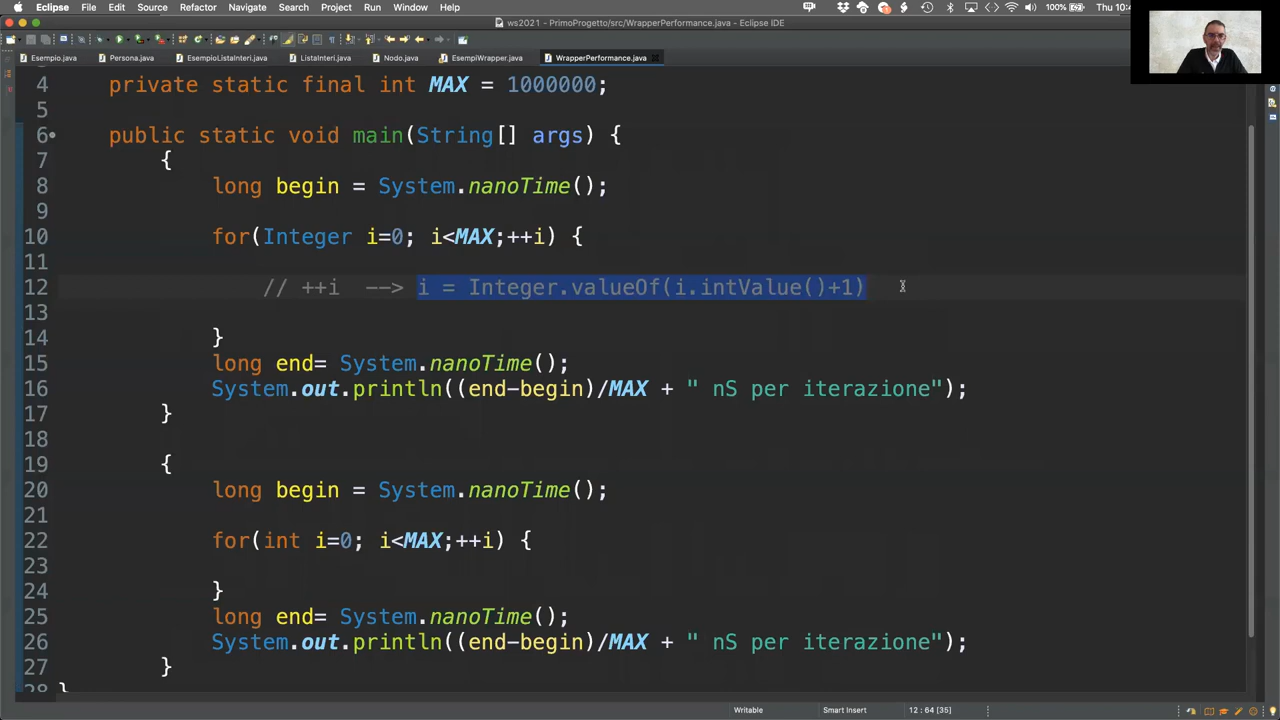 Eclipse File Edit Source Refactor Navigate Search Project Run Window Help 100% Thu 10:4
ws2021 - PrimoProgetto/src/WrapperPerformance.java - Eclipse IDE
Esempio.java Persona.java EsempioListaInteri.java ListaInteri.java Nodo.java EsempiWrapper.java WrapperPerformance.java
4 private static final int MAX = 1000000;
5
6 public static void main(String[] args) {
7 {
8 long begin = System.nanoTime();
9
10 for(Integer i=0; i<MAX;++i) {
11
12 // ++i --> i = Integer.valueOf(i.intValue()+1)
13
14 }
15 long end= System.nanoTime();
16 System.out.println((end-begin)/MAX + " nS per iterazione");
17 }
18
19 {
20 long begin = System.nanoTime();
21
22 for(int i=0; i<MAX;++i) {
23
24 }
25 long end= System.nanoTime();
26 System.out.println((end-begin)/MAX + " nS per iterazione");
27 }
28 }
Writable Smart Insert 12 : 64 [35]